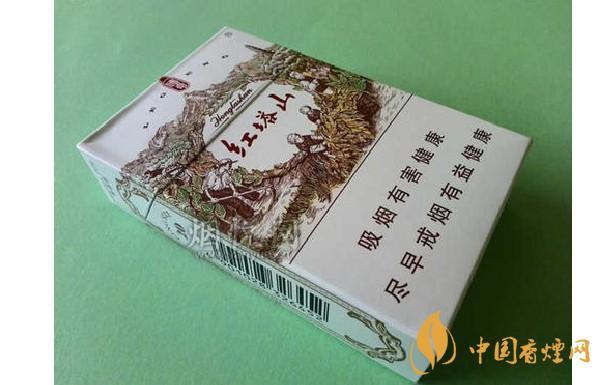 Hongtashan
红塔山
吸烟有害健康
尽早戒烟有益健康
中国香煙网